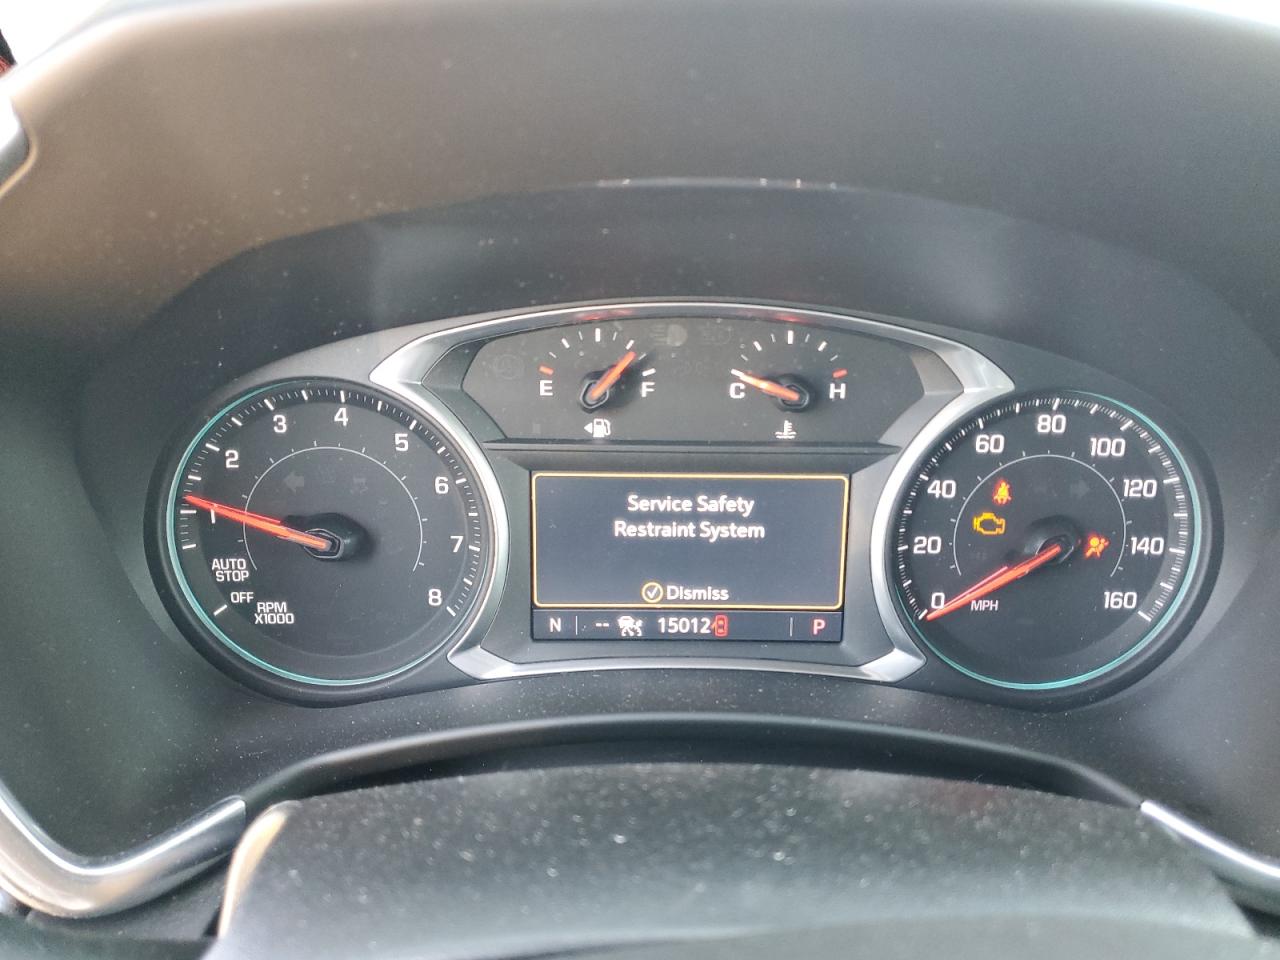 E
F
C
H
1
2
3
4
5
6
7
8
AUTO
STOP
OFF
RPM
X1000
Service Safety
Restraint System
Dismiss
N -- 15012 P
0
20
40
60
80
100
120
140
160
MPH